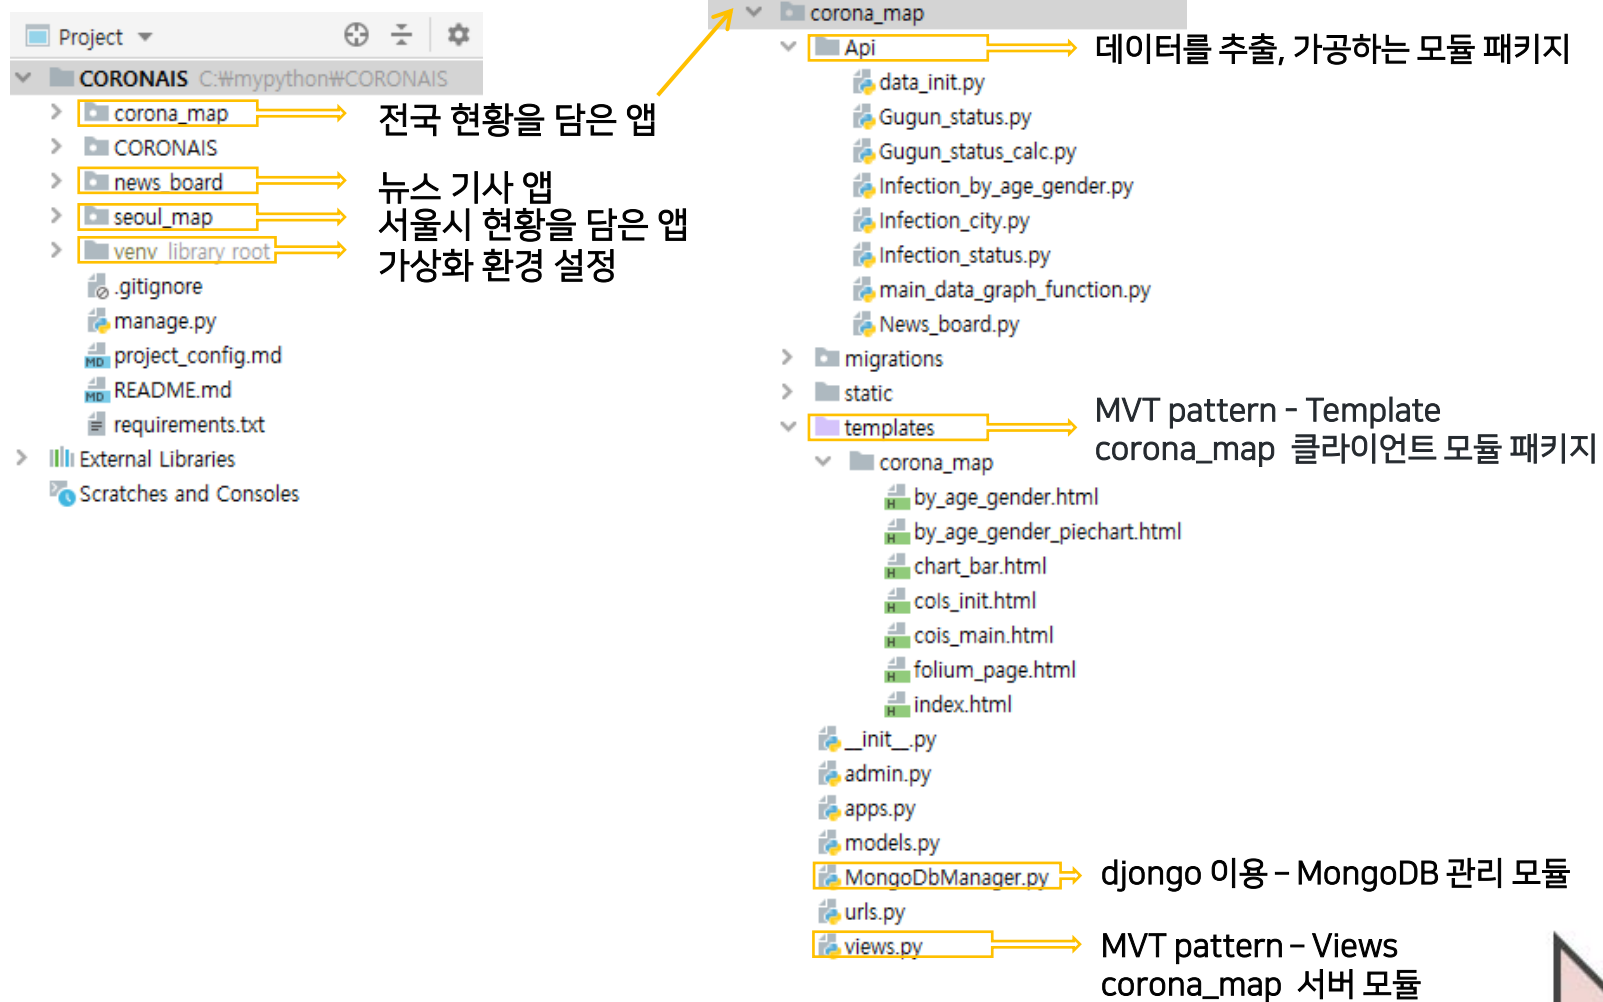 Project
CORONAIS C:₩mypython₩CORONAIS
corona_map
전국 현황을 담은 앱
CORONAIS
news_board
뉴스 기사 앱
seoul_map
서울시 현황을 담은 앱
venv library root
가상화 환경 설정
.gitignore
manage.py
project_config.md
README.md
requirements.txt
External Libraries
Scratches and Consoles
corona_map
Api
데이터를 추출, 가공하는 모듈 패키지
data_init.py
Gugun_status.py
Gugun_status_calc.py
Infection_by_age_gender.py
Infection_city.py
Infection_status.py
main_data_graph_function.py
News_board.py
migrations
static
templates
MVT pattern - Template
corona_map 클라이언트 모듈 패키지
corona_map
by_age_gender.html
by_age_gender_piechart.html
chart_bar.html
coIs_init.html
cois_main.html
folium_page.html
index.html
__init__.py
admin.py
apps.py
models.py
MongoDbManager.py
djongo 이용 – MongoDB 관리 모듈
urls.py
views.py
MVT pattern – Views
corona_map 서버 모듈